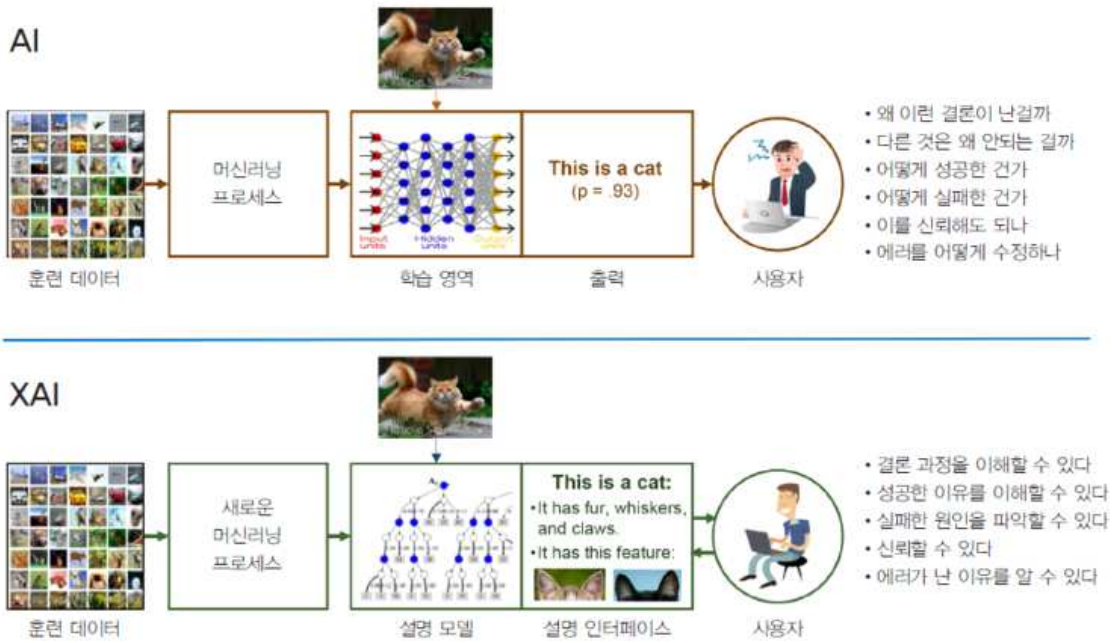 AI
머신러닝
프로세스
Input
units
Hidden
units
Output
units
This is a cat
(p = .93)
• 왜 이런 결론이 난걸까
• 다른 것은 왜 안되는 걸까
• 어떻게 성공한 건가
• 어떻게 실패한 건가
• 이를 신뢰해도 되나
• 에러를 어떻게 수정하나
훈련 데이터
학습 영역
출력
사용자
XAI
새로운
머신러닝
프로세스
This is a cat:
•It has fur, whiskers,
and claws.
•It has this feature:
• 결론 과정을 이해할 수 있다
• 성공한 이유를 이해할 수 있다
• 실패한 원인을 파악할 수 있다
• 신뢰할 수 있다
• 에러가 난 이유를 알 수 있다
훈련 데이터
설명 모델
설명 인터페이스
사용자